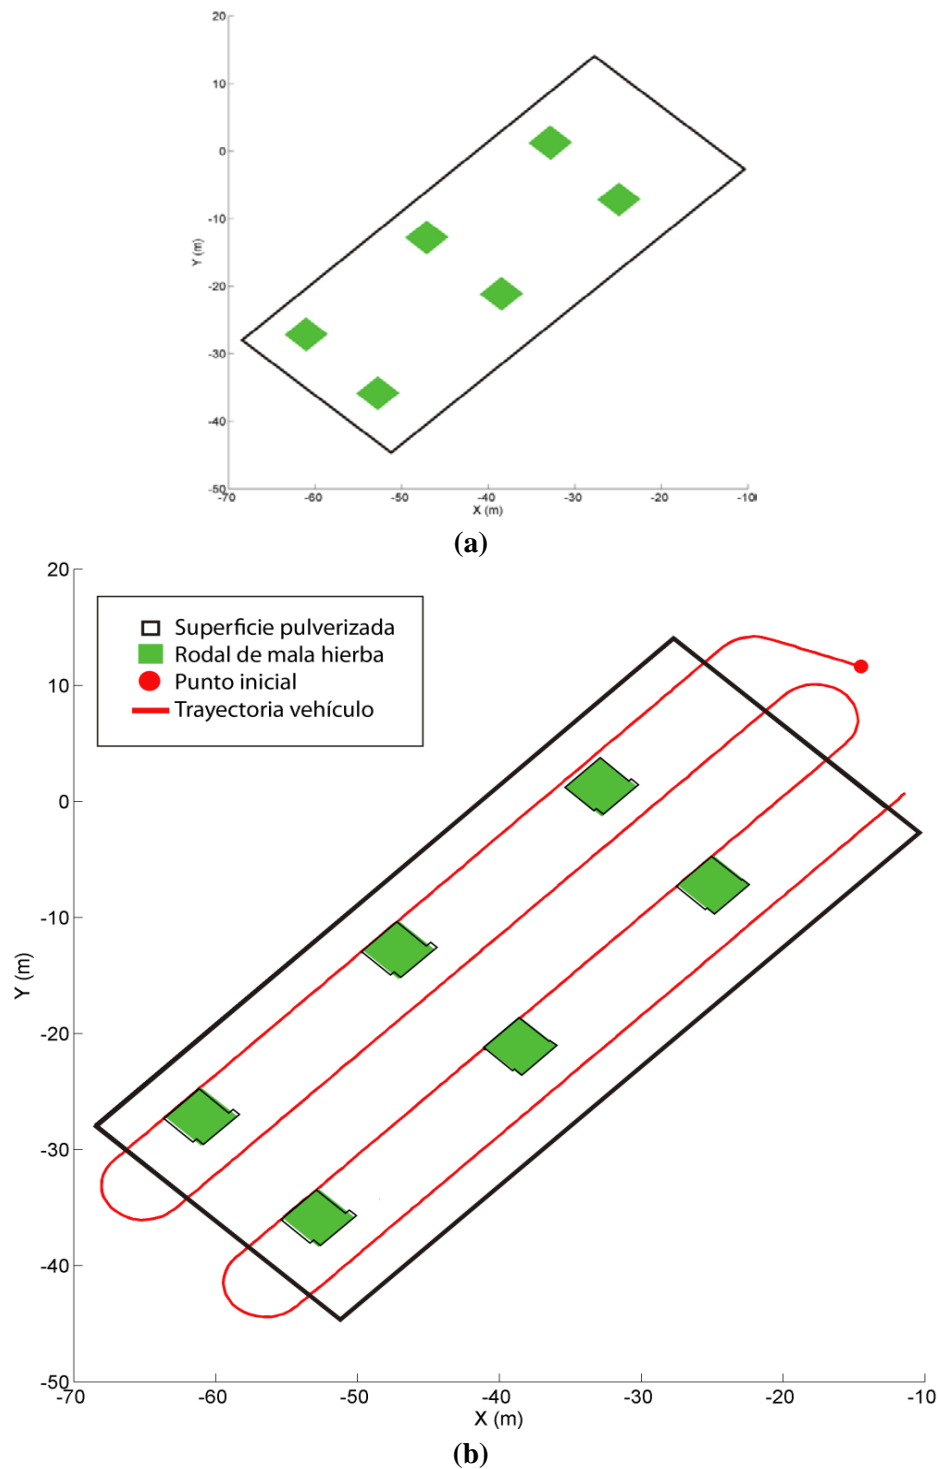 20
10
0
-10
-20
-30
-40
-50
Y (m)
-70 -60 -50 -40 -30 -20 -10
X (m)
(a)
20
10
0
-10
-20
-30
-40
-50
Superficie pulverizada
Rodal de mala hierba
Punto inicial
Trayectoria vehículo
Y (m)
-70 -60 -50 -40 -30 -20 -10
X (m)
(b)